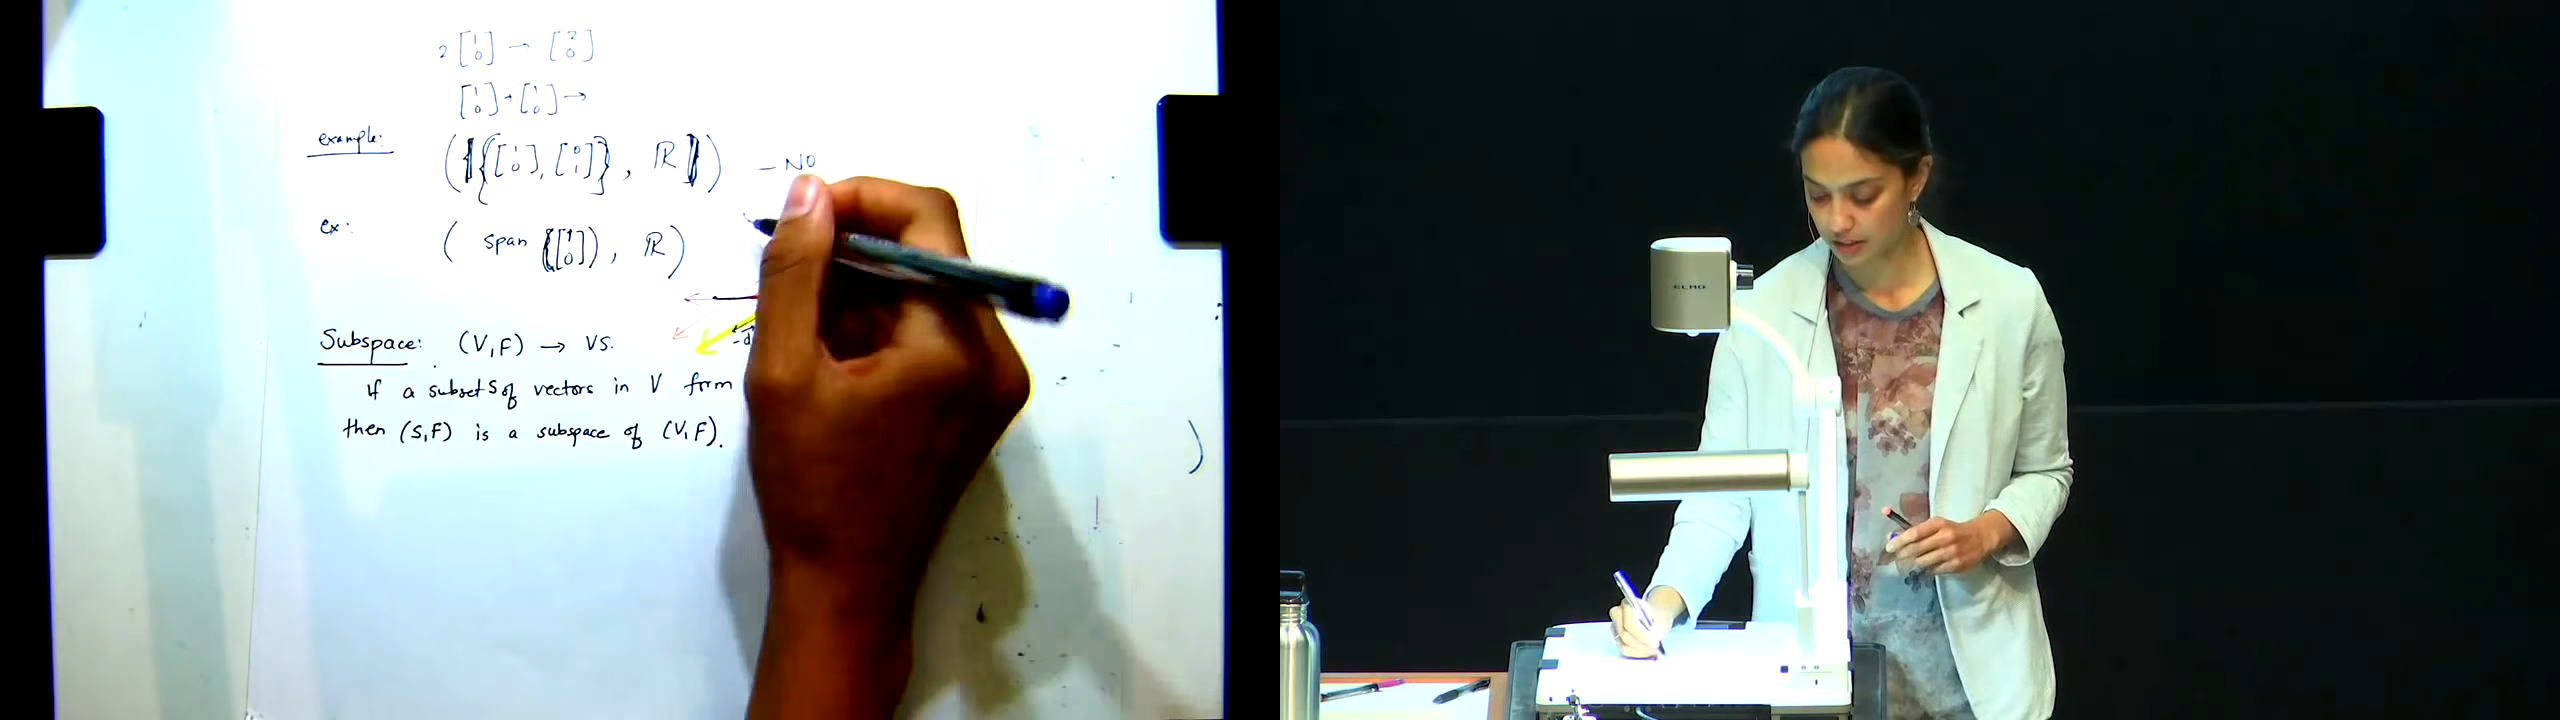 2 [1 0] → [2 0]
[1 0] + [1 0] →
example: ({[1 0], [0 1]}, ℝ) – NO
ex: ( span {[1 0]), ℝ)
Subspace: (V, F) → VS.
-d
If a subset S of vectors in V form
then (S, F) is a subspace of (V, F).
ELMO